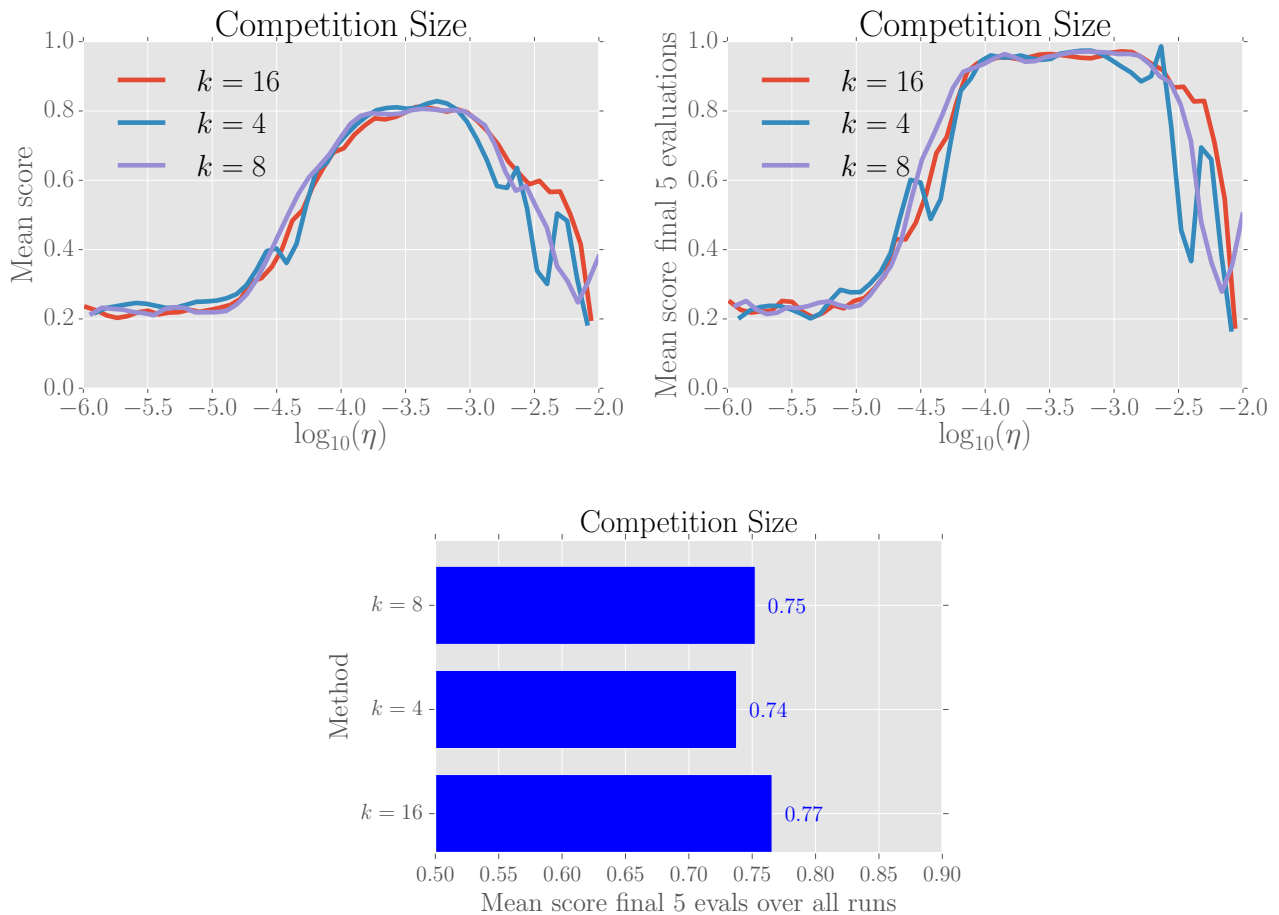 Competition Size
Mean score
1.0
0.8
0.6
0.4
0.2
0.0
k = 16
k = 4
k = 8
−6.0 −5.5 −5.0 −4.5 −4.0 −3.5 −3.0 −2.5 −2.0
log₁₀(η)
Competition Size
Mean score final 5 evaluations
1.0
0.8
0.6
0.4
0.2
0.0
k = 16
k = 4
k = 8
−6.0 −5.5 −5.0 −4.5 −4.0 −3.5 −3.0 −2.5 −2.0
log₁₀(η)
Competition Size
Method
k = 8 0.75
k = 4 0.74
k = 16 0.77
0.50 0.55 0.60 0.65 0.70 0.75 0.80 0.85 0.90
Mean score final 5 evals over all runs